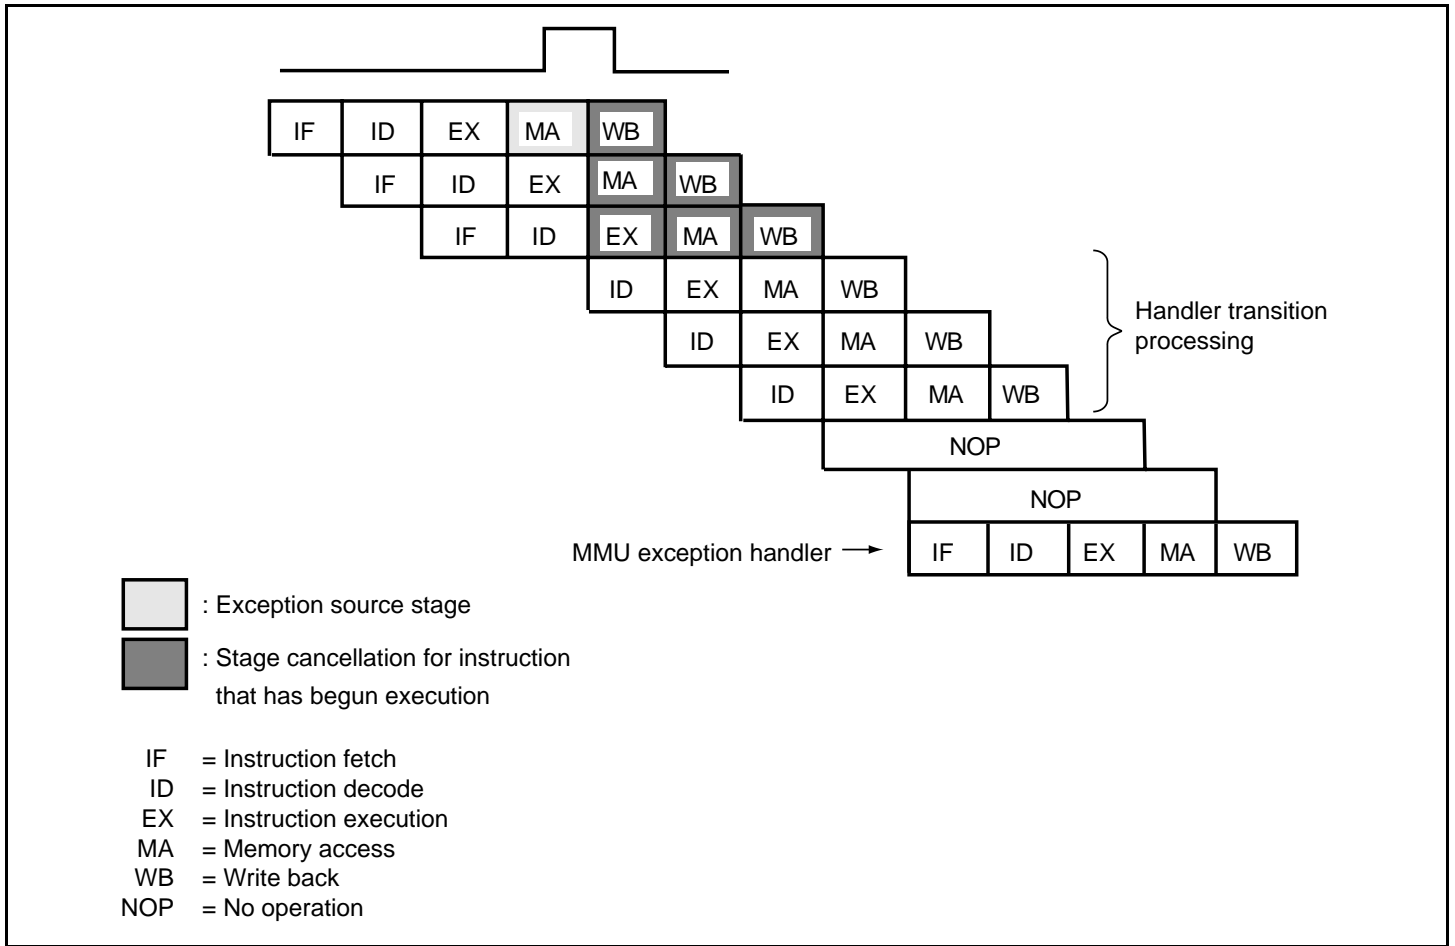 IF ID EX MA WB
IF ID EX MA WB
IF ID EX MA WB
ID EX MA WB
ID EX MA WB
ID EX MA WB
Handler transition
processing
NOP
NOP
MMU exception handler IF ID EX MA WB
: Exception source stage
: Stage cancellation for instruction
that has begun execution
IF = Instruction fetch
ID = Instruction decode
EX = Instruction execution
MA = Memory access
WB = Write back
NOP = No operation